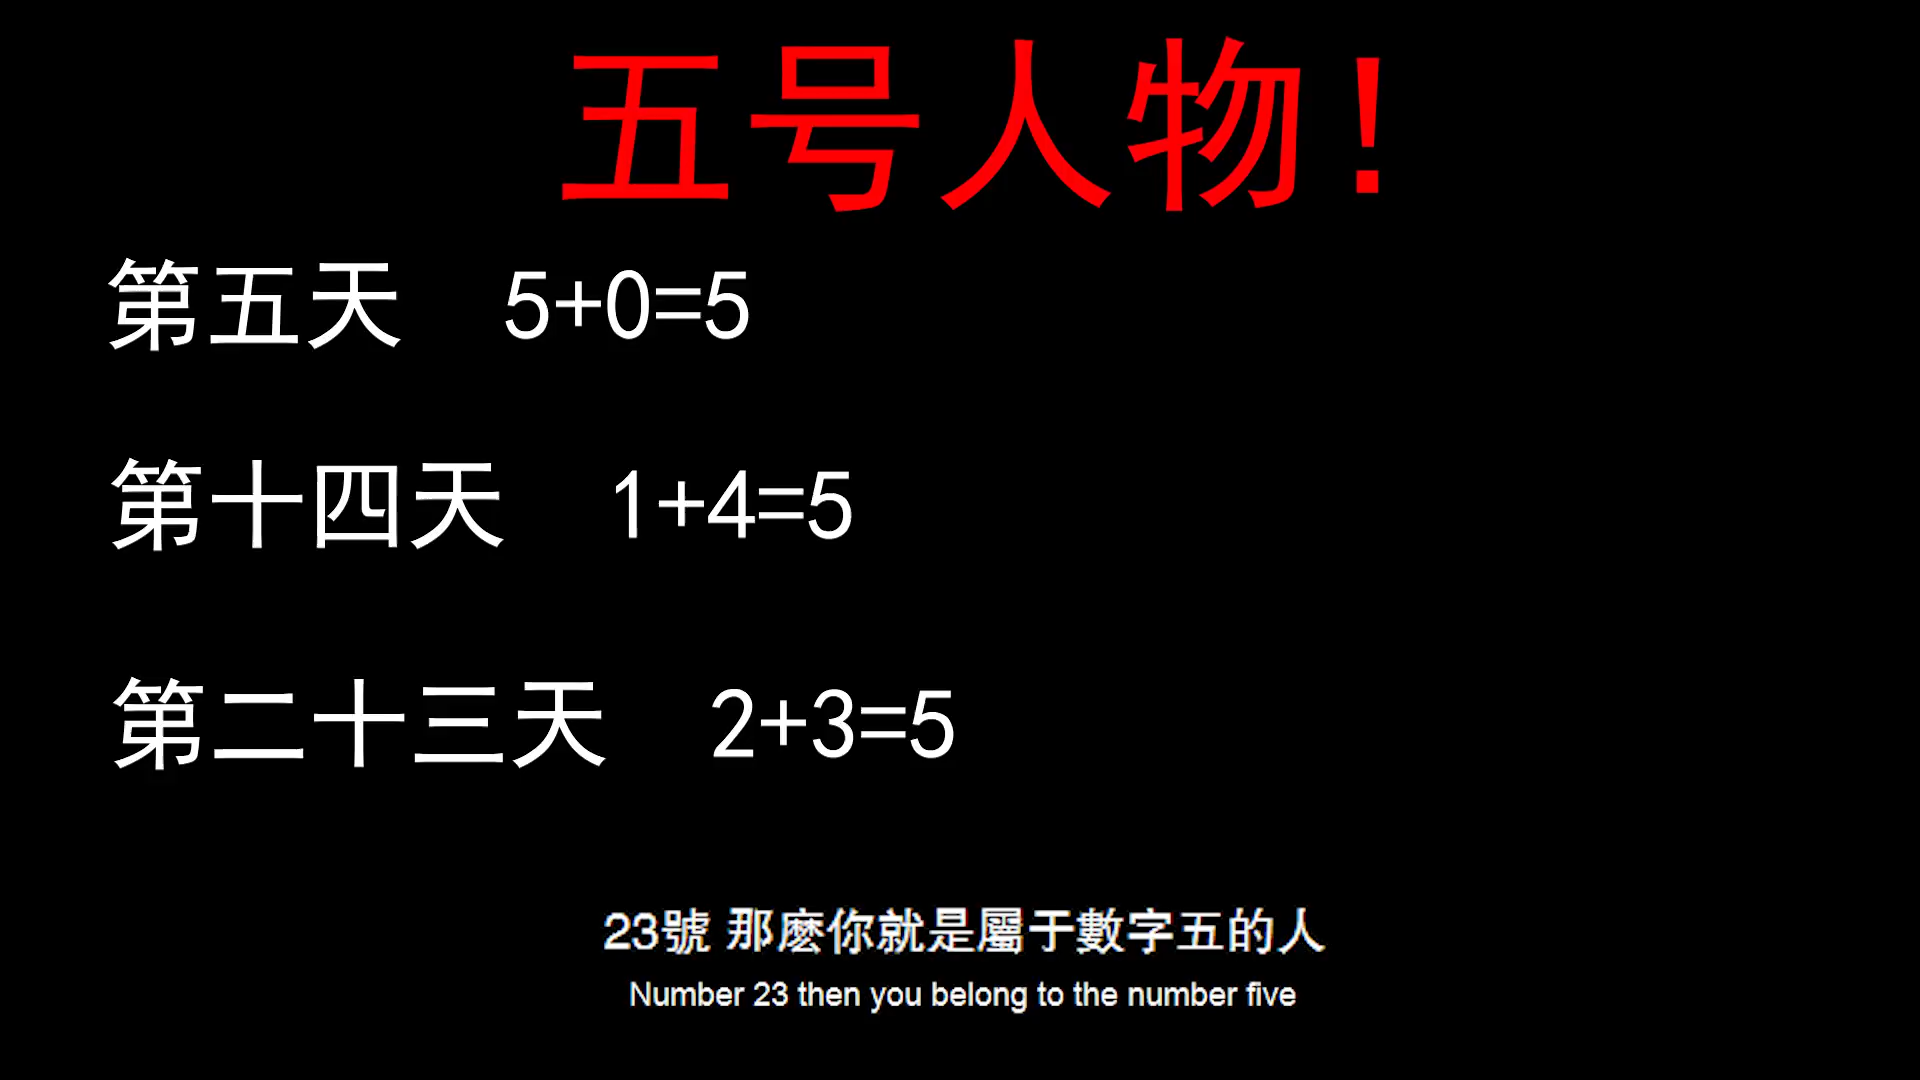 五号人物！
第五天 5+0=5
第十四天 1+4=5
第二十三天 2+3=5
23號 那麽你就是屬于數字五的人
Number 23 then you belong to the number five